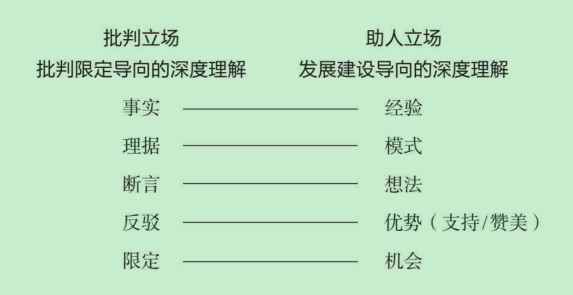 批判立场 助人立场
批判限定导向的深度理解 发展建设导向的深度理解
事实 经验
理据 模式
断言 想法
反驳 优势（支持/赞美）
限定 机会